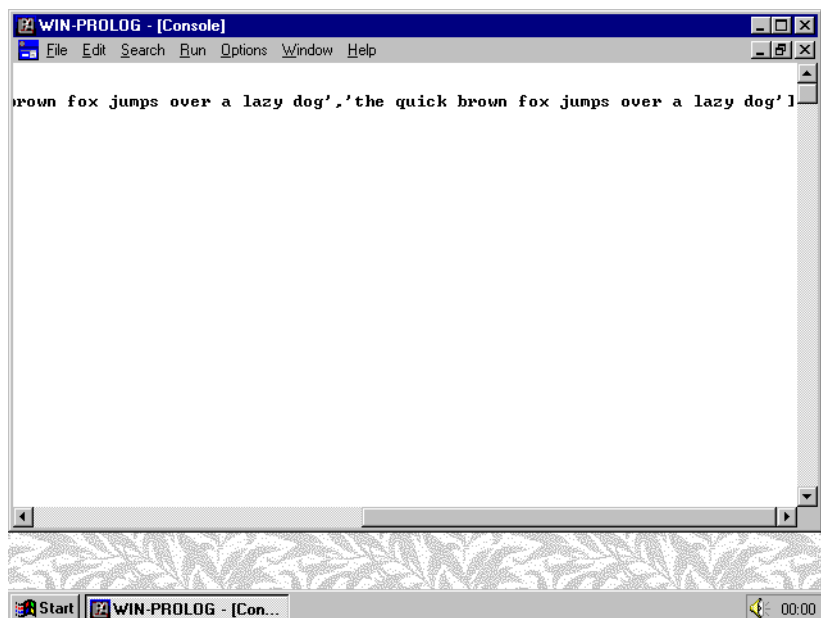 WIN-PROLOG - [Console]
File Edit Search Run Options Window Help
rown fox jumps over a lazy dog','the quick brown fox jumps over a lazy dog']
Start WIN-PROLOG - [Con... 00:00